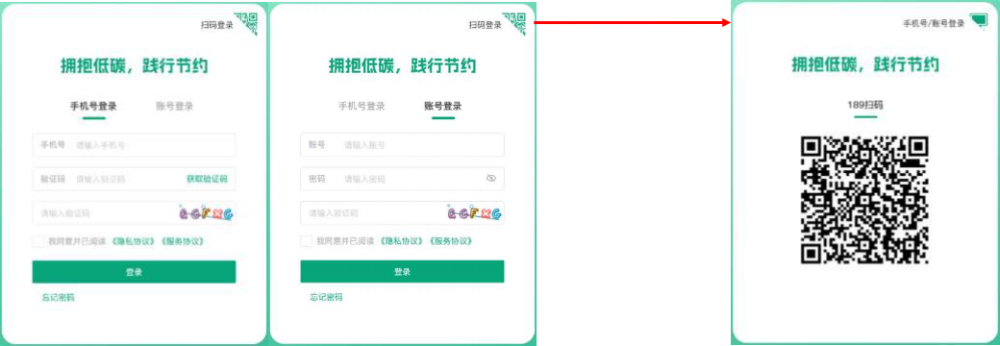 扫码登录
拥抱低碳，践行节约
手机号登录 账号登录
手机号 请输入手机号
验证码 请输入验证码 获取验证码
请输入验证码
我同意并已阅读《隐私协议》《服务协议》
登录
忘记密码
扫码登录
拥抱低碳，践行节约
手机号登录 账号登录
账号 请输入账号
密码 请输入密码
请输入验证码
我同意并已阅读《隐私协议》《服务协议》
登录
忘记密码
手机号/账号登录
拥抱低碳，践行节约
189扫码